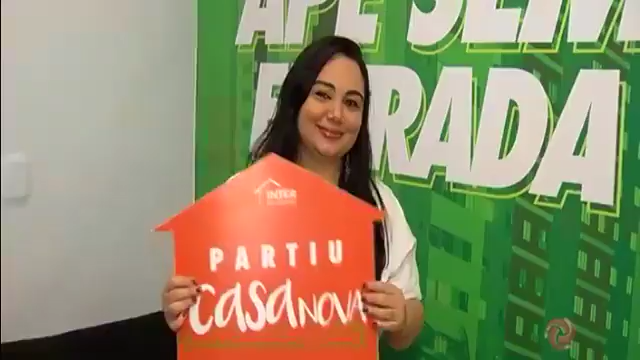 APÊ SEM
ENTRADA
INTER
PARTIU
CASA NOVA